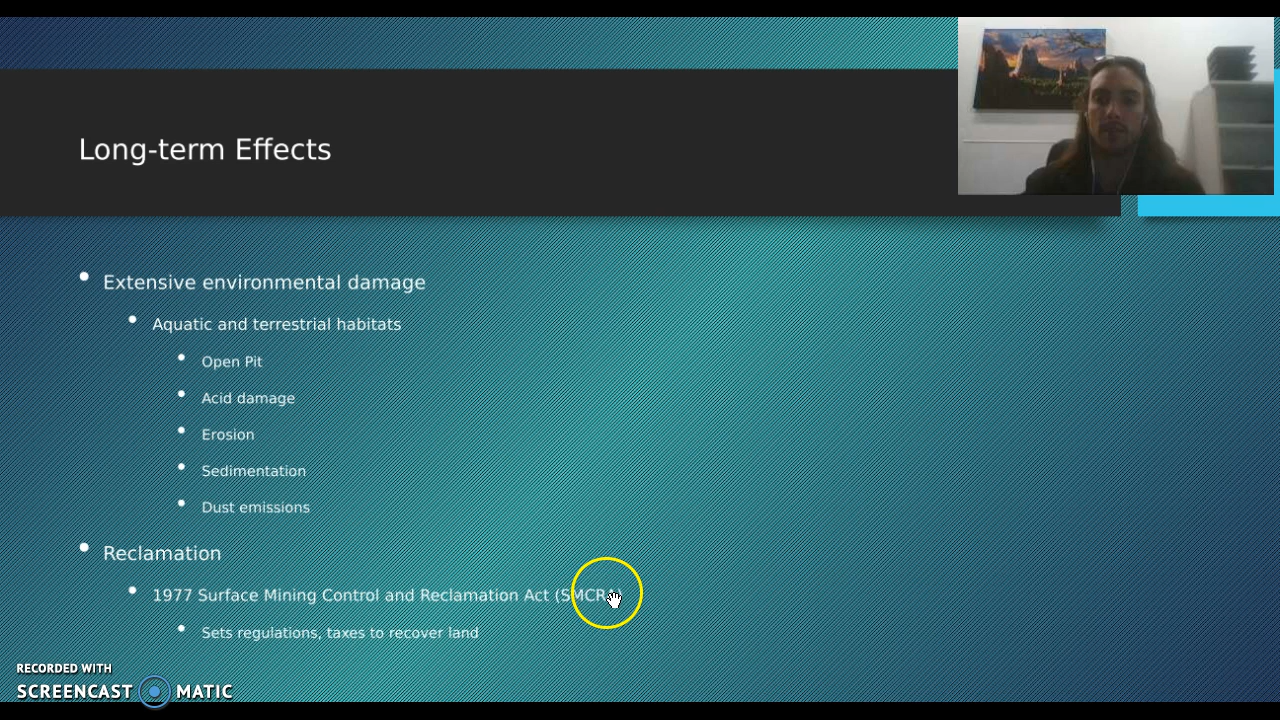 Long-term Effects
Extensive environmental damage
Aquatic and terrestrial habitats
Open Pit
Acid damage
Erosion
Sedimentation
Dust emissions
Reclamation
1977 Surface Mining Control and Reclamation Act (SMCRA)
Sets regulations, taxes to recover land
RECORDED WITH
SCREENCAST MATIC